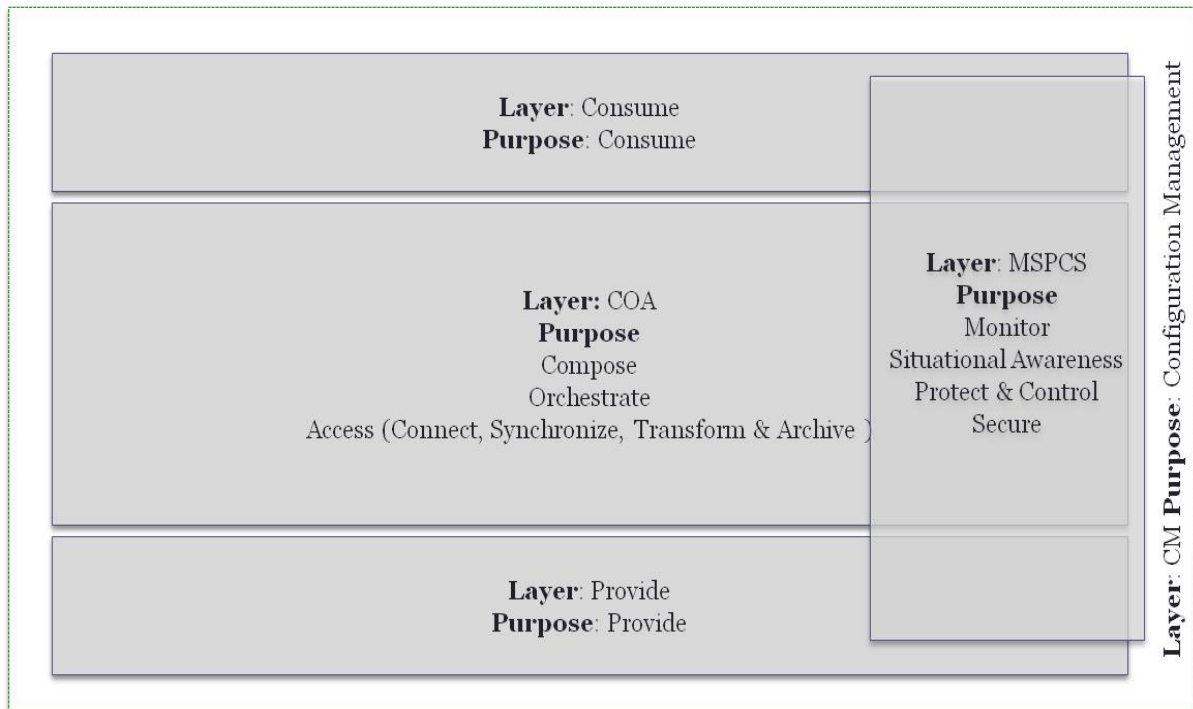 Layer: Consume
Purpose: Consume
Layer: COA
Purpose
Compose
Orchestrate
Access (Connect, Synchronize, Transform & Archive )
Layer: MSPCS
Purpose
Monitor
Situational Awareness
Protect & Control
Secure
Layer: Provide
Purpose: Provide
Layer: CM Purpose: Configuration Management